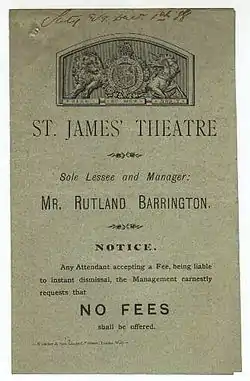 ST. JAMES' THEATRE
Sole Lessee and Manager:
MR. RUTLAND BARRINGTON.
NOTICE.
Any Attendant accepting a Fee, being liable
to instant dismissal, the Management earnestly
requests that
NO FEES
shall be offered.